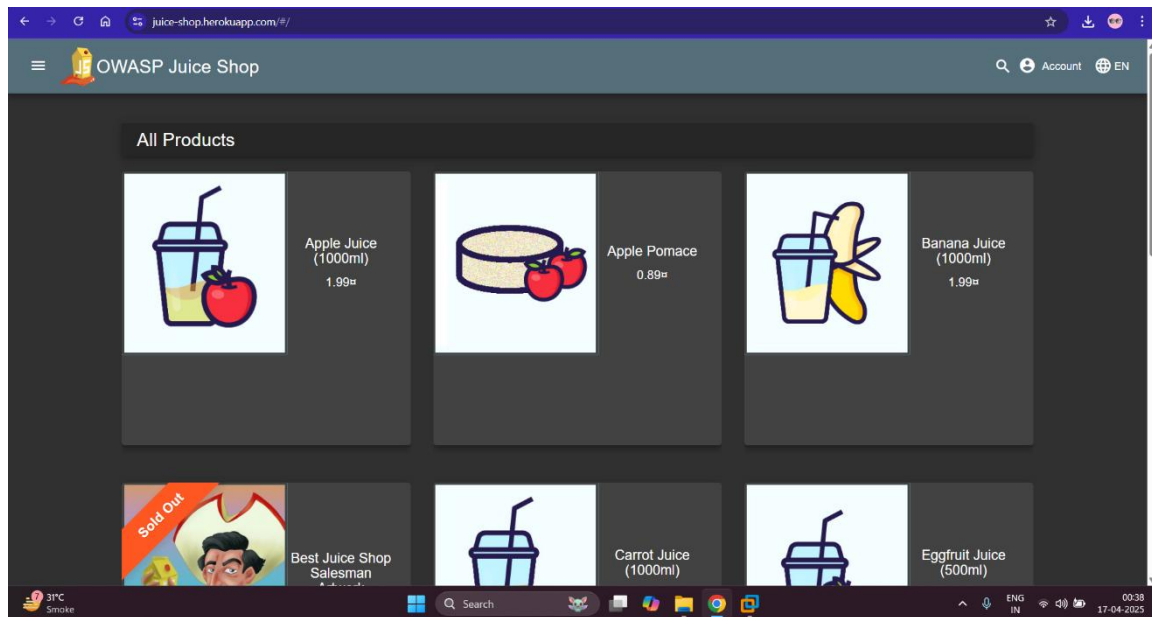 juice-shop.herokuapp.com/#/
OWASP Juice Shop
Account
EN
All Products
Apple Juice
(1000ml)
1.99¤
Apple Pomace
0.89¤
Banana Juice
(1000ml)
1.99¤
Sold Out
Best Juice Shop
Salesman
Artwork
Carrot Juice
(1000ml)
Eggfruit Juice
(500ml)
7
31°C
Smoke
Search
ENG
IN
00:38
17-04-2025